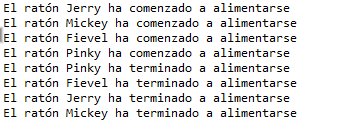 El ratón Jerry ha comenzado a alimentarse
El ratón Mickey ha comenzado a alimentarse
El ratón Fievel ha comenzado a alimentarse
El ratón Pinky ha comenzado a alimentarse
El ratón Pinky ha terminado a alimentarse
El ratón Fievel ha terminado a alimentarse
El ratón Jerry ha terminado a alimentarse
El ratón Mickey ha terminado a alimentarse